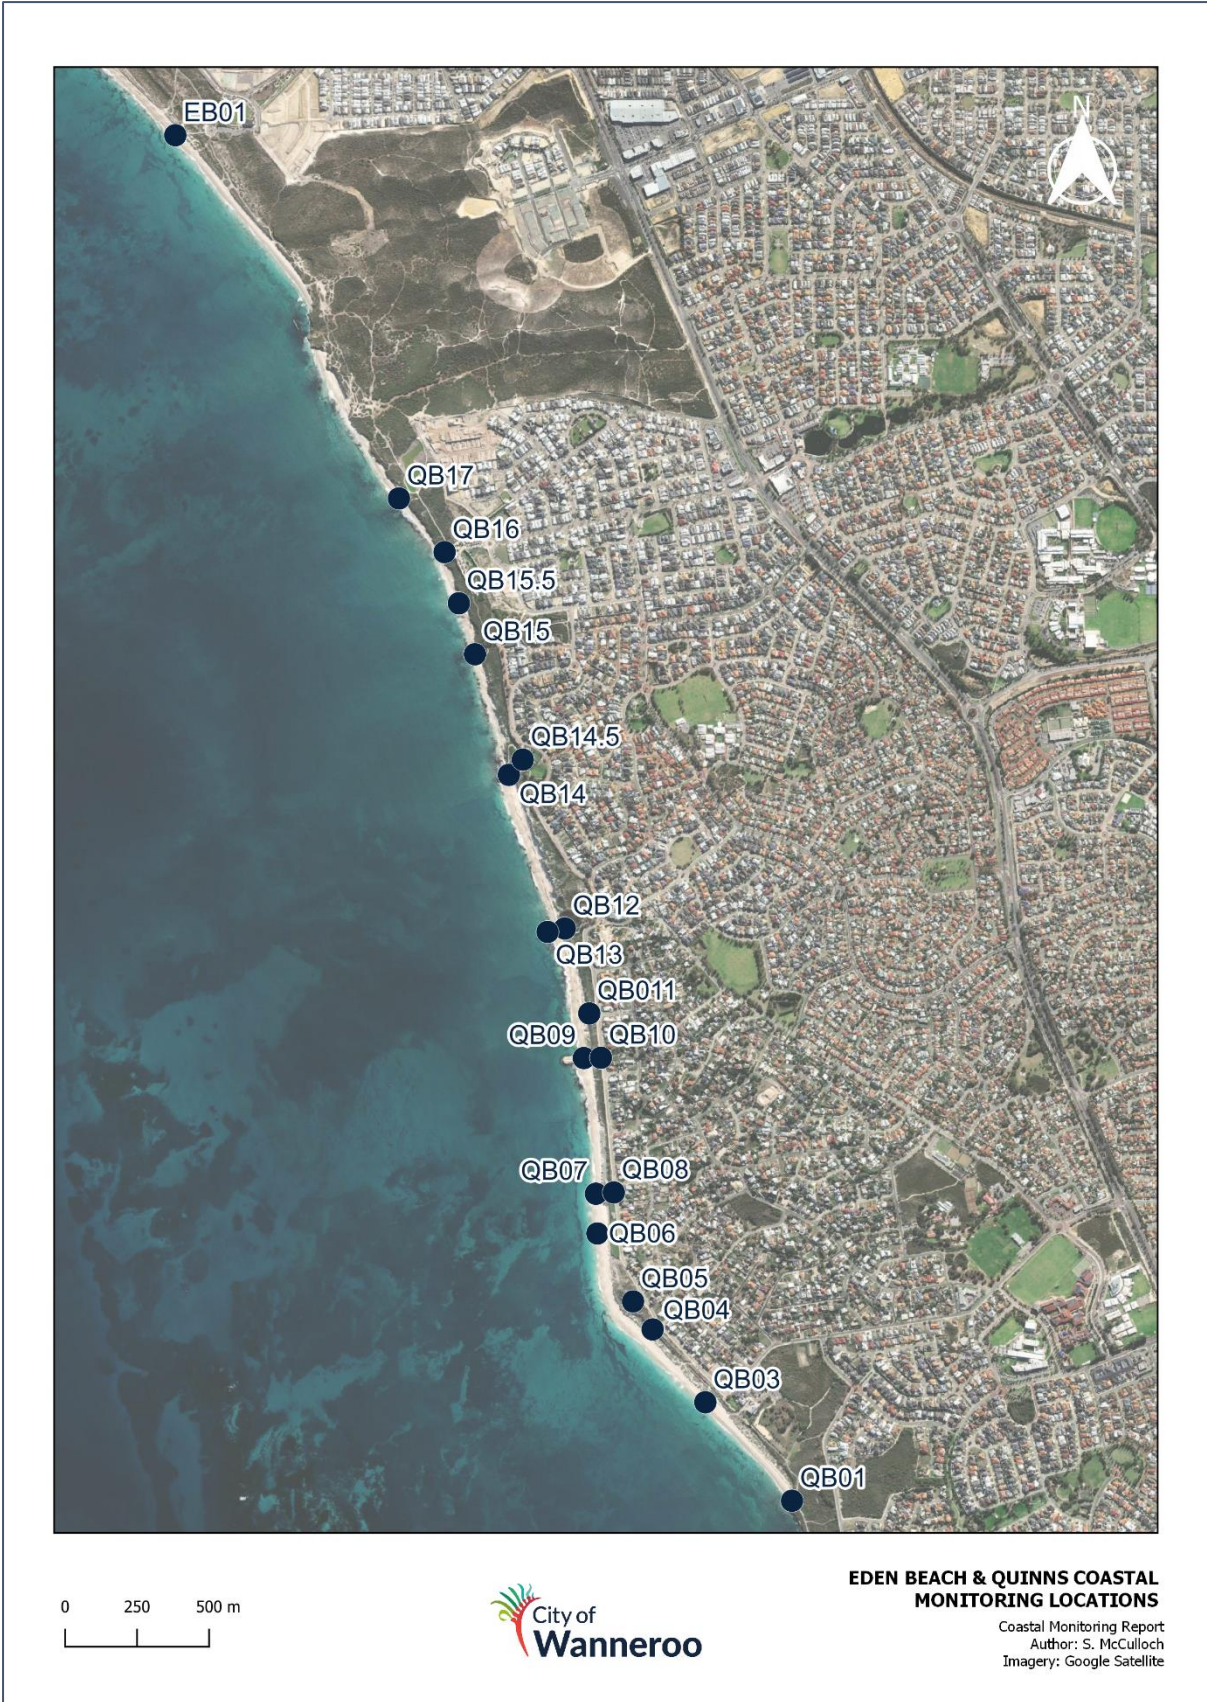 EB01
N
QB17
QB16
QB15.5
QB15
QB14.5
QB14
QB12
QB13
QB011
QB09
QB10
QB07
QB08
QB06
QB05
QB04
QB03
QB01
0 250 500 m
City of
Wanneroo
EDEN BEACH & QUINNS COASTAL
MONITORING LOCATIONS
Coastal Monitoring Report
Author: S. McCulloch
Imagery: Google Satellite